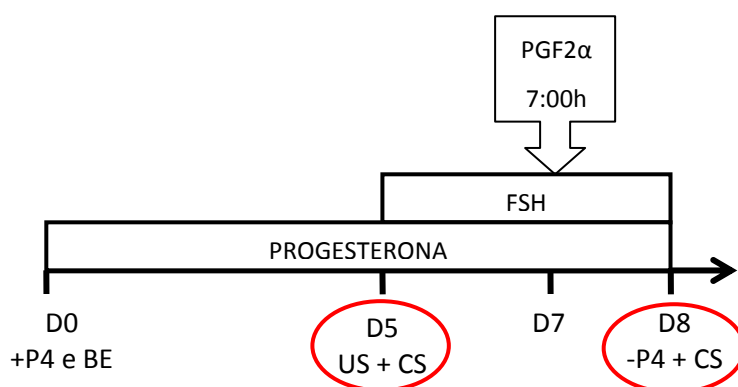 PGF2α
7:00h
FSH
PROGESTERONA
D0
+P4 e BE
D5
US + CS
D7
D8
-P4 + CS